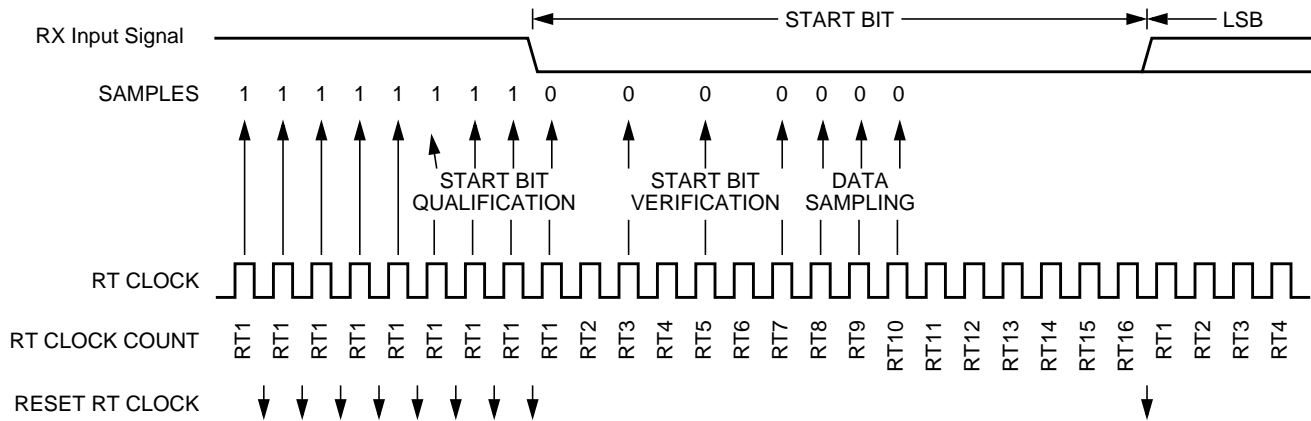 START BIT LSB
RX Input Signal
SAMPLES 1 1 1 1 1 1 1 1 0 0 0 0 0 0 0
START BIT QUALIFICATION
START BIT VERIFICATION
DATA SAMPLING
RT CLOCK
RT CLOCK COUNT RT1 RT1 RT1 RT1 RT1 RT1 RT1 RT1 RT1 RT2 RT3 RT4 RT5 RT6 RT7 RT8 RT9 RT10 RT11 RT12 RT13 RT14 RT15 RT16 RT1 RT2 RT3 RT4
RESET RT CLOCK